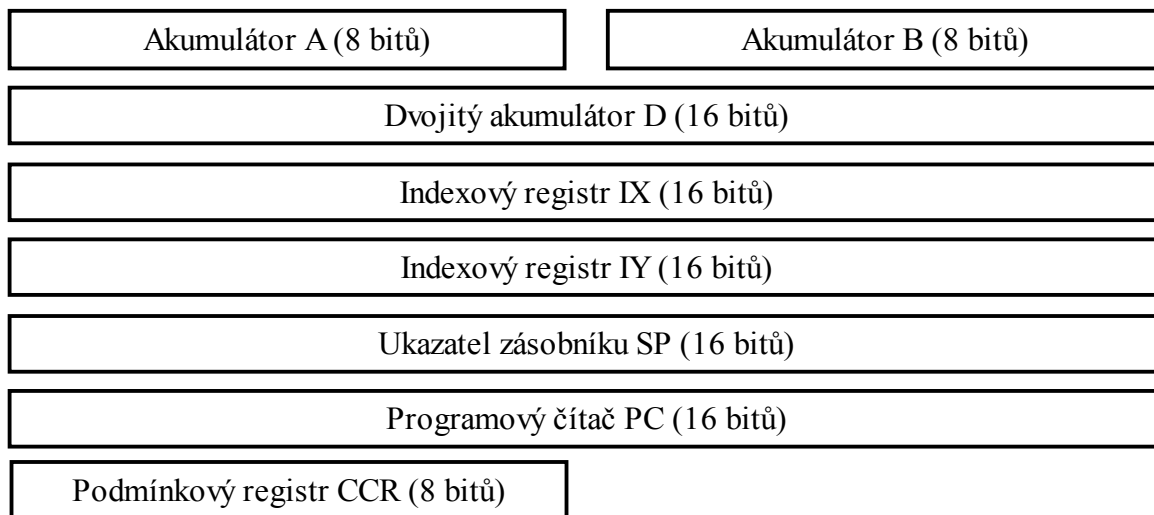 Akumulátor A (8 bitů)
Akumulátor B (8 bitů)
Dvojitý akumulátor D (16 bitů)
Indexový registr IX (16 bitů)
Indexový registr IY (16 bitů)
Ukazatel zásobníku SP (16 bitů)
Programový čítač PC (16 bitů)
Podmínkový registr CCR (8 bitů)